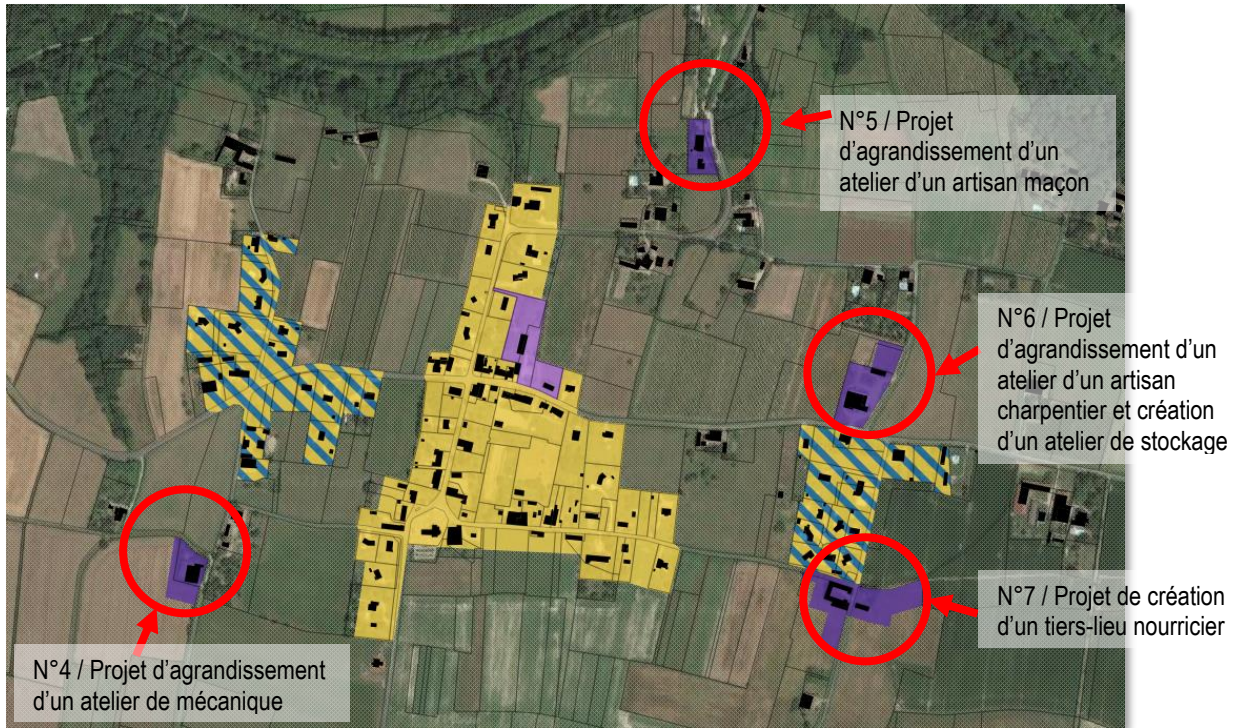 N°5 / Projet
d'agrandissement d'un
atelier d'un artisan maçon
N°6 / Projet
d'agrandissement d'un
atelier d'un artisan
charpentier et création
d'un atelier de stockage
N°7 / Projet de création
d'un tiers-lieu nourricier
N°4 / Projet d'agrandissement
d'un atelier de mécanique